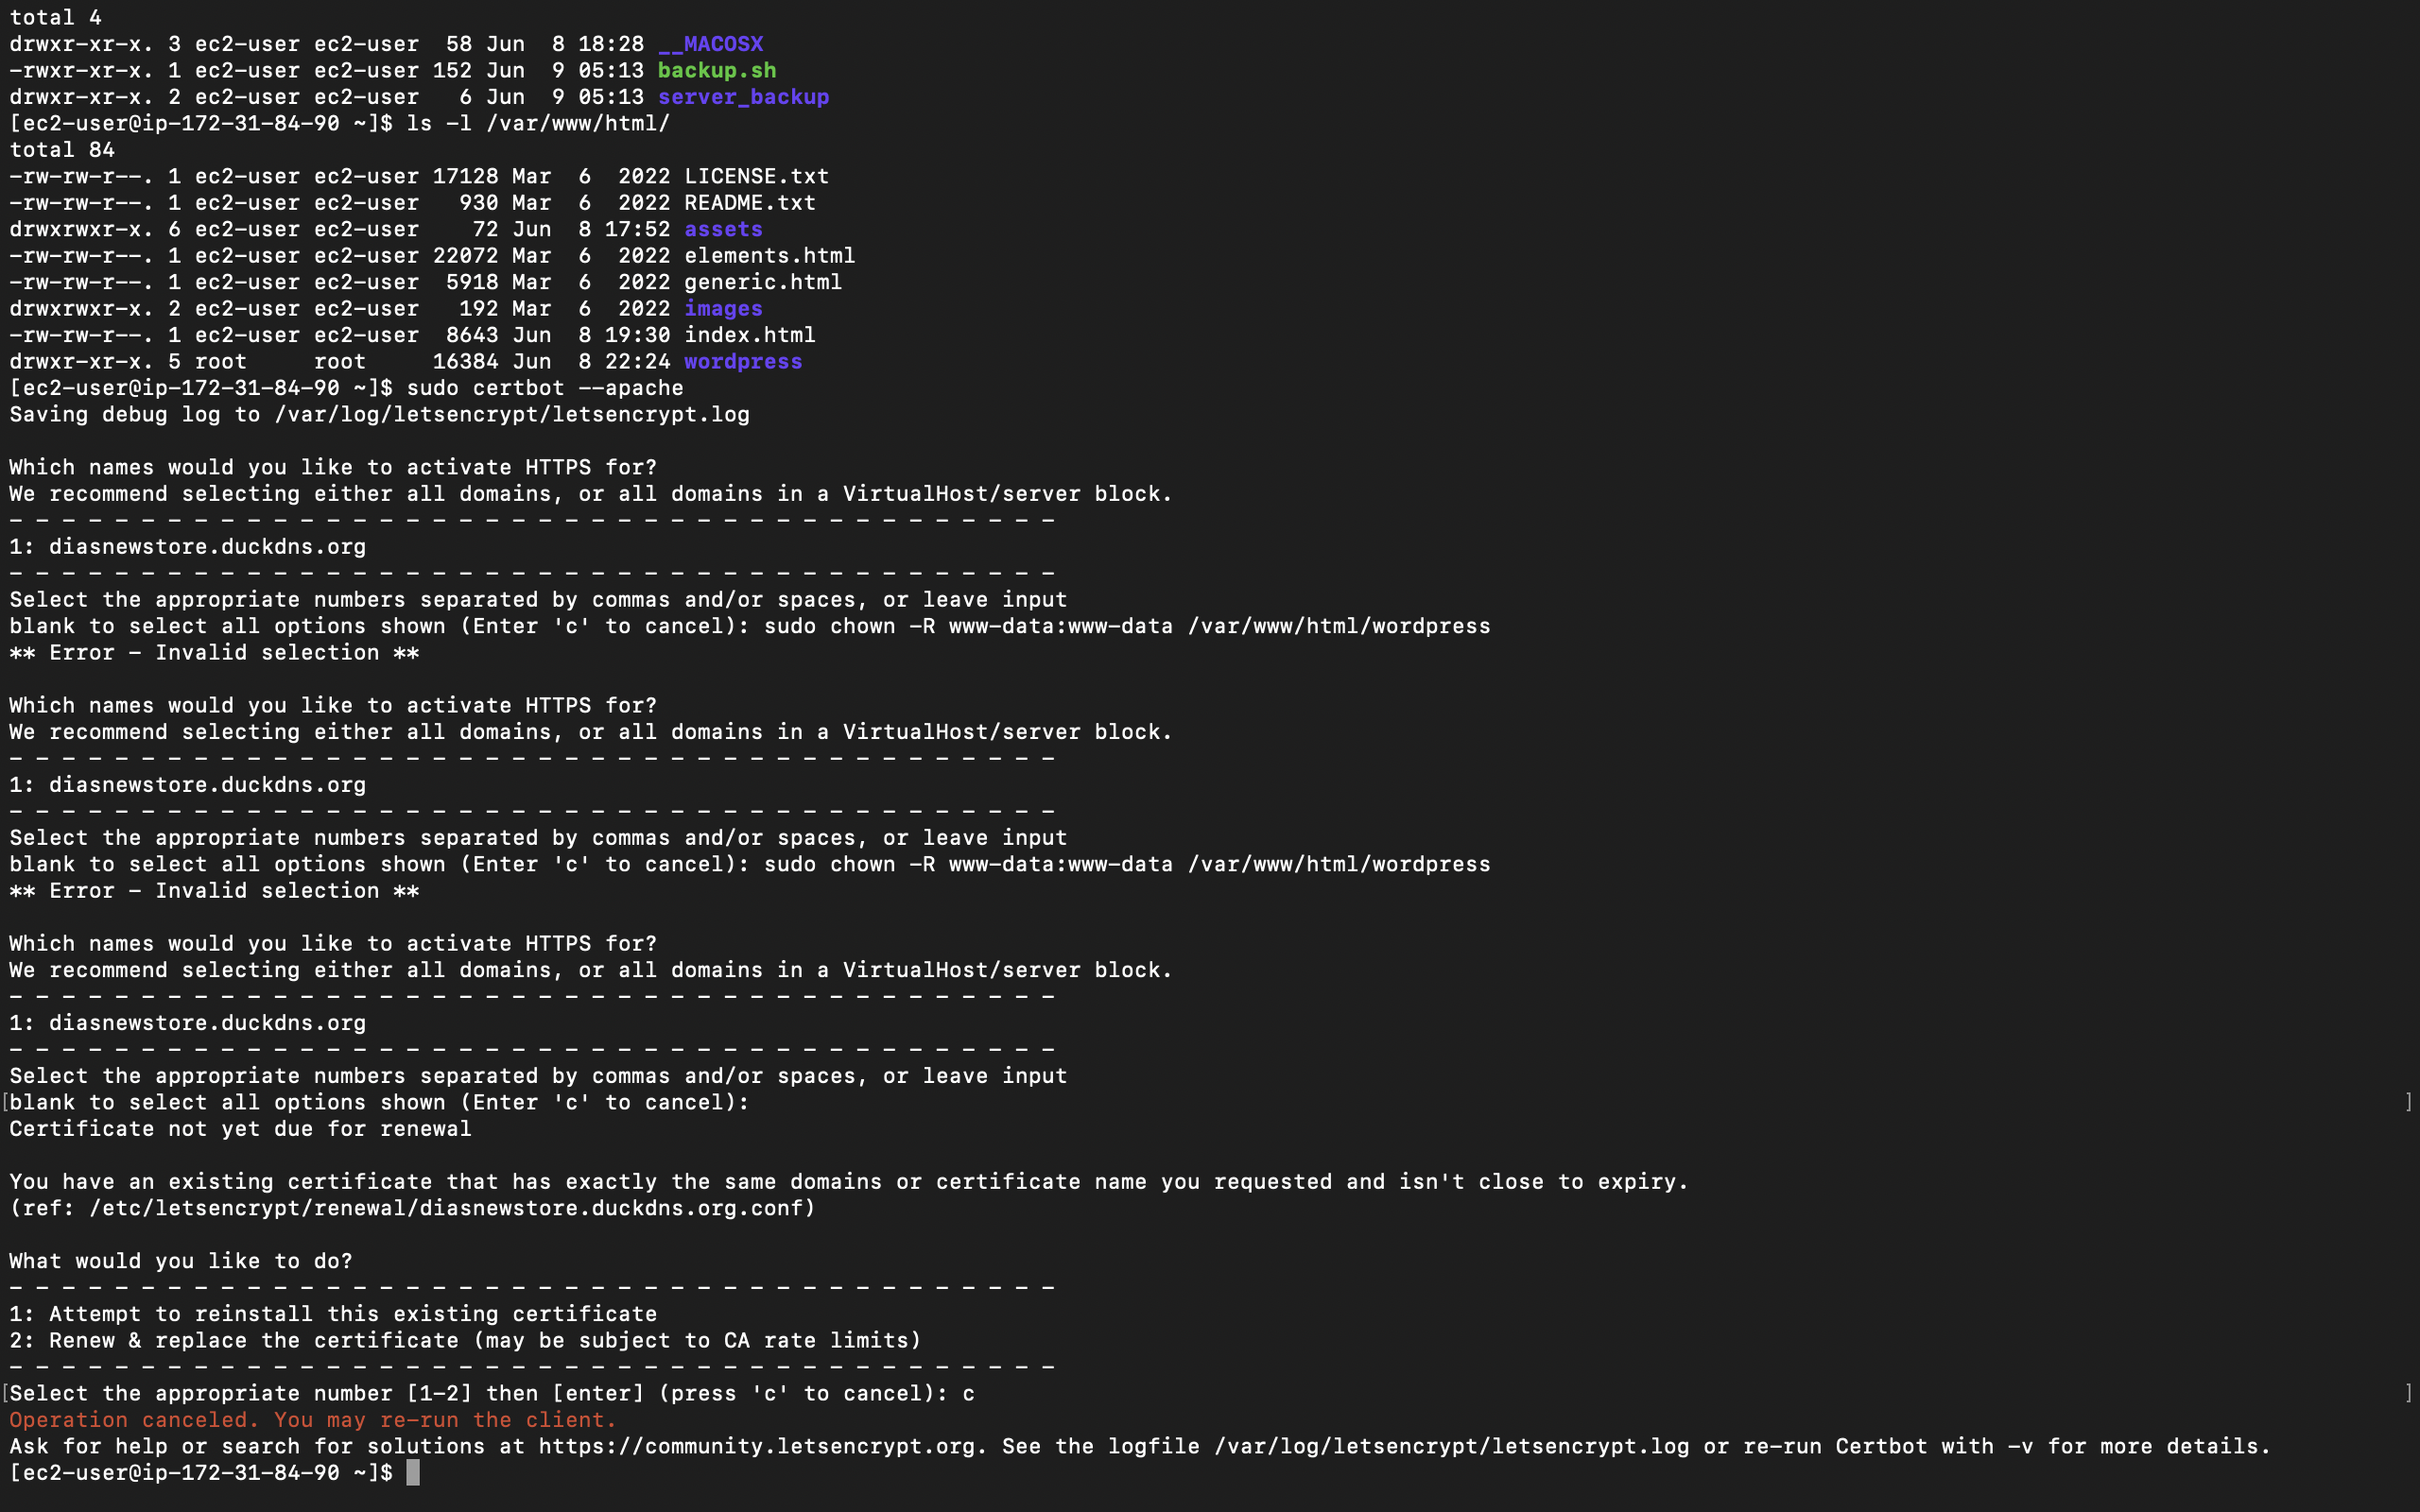 total 4
drwxr-xr-x. 3 ec2-user ec2-user  58 Jun  8 18:28 __MACOSX
-rwxr-xr-x. 1 ec2-user ec2-user 152 Jun  9 05:13 backup.sh
drwxr-xr-x. 2 ec2-user ec2-user   6 Jun  9 05:13 server_backup
[ec2-user@ip-172-31-84-90 ~]$ ls -l /var/www/html/
total 84
-rw-rw-r--. 1 ec2-user ec2-user 17128 Mar  6  2022 LICENSE.txt
-rw-rw-r--. 1 ec2-user ec2-user   930 Mar  6  2022 README.txt
drwxrwxr-x. 6 ec2-user ec2-user    72 Jun  8 17:52 assets
-rw-rw-r--. 1 ec2-user ec2-user 22072 Mar  6  2022 elements.html
-rw-rw-r--. 1 ec2-user ec2-user  5918 Mar  6  2022 generic.html
drwxrwxr-x. 2 ec2-user ec2-user   192 Mar  6  2022 images
-rw-rw-r--. 1 ec2-user ec2-user  8643 Jun  8 19:30 index.html
drwxr-xr-x. 5 root     root     16384 Jun  8 22:24 wordpress
[ec2-user@ip-172-31-84-90 ~]$ sudo certbot --apache
Saving debug log to /var/log/letsencrypt/letsencrypt.log
Which names would you like to activate HTTPS for?
We recommend selecting either all domains, or all domains in a VirtualHost/server block.
- - - - - - - - - - - - - - - - - - - - - - - - - - - - - - - - - - - - - - - -
1: diasnewstore.duckdns.org
- - - - - - - - - - - - - - - - - - - - - - - - - - - - - - - - - - - - - - - -
Select the appropriate numbers separated by commas and/or spaces, or leave input
blank to select all options shown (Enter 'c' to cancel): sudo chown -R www-data:www-data /var/www/html/wordpress
** Error - Invalid selection **
Which names would you like to activate HTTPS for?
We recommend selecting either all domains, or all domains in a VirtualHost/server block.
- - - - - - - - - - - - - - - - - - - - - - - - - - - - - - - - - - - - - - - -
1: diasnewstore.duckdns.org
- - - - - - - - - - - - - - - - - - - - - - - - - - - - - - - - - - - - - - - -
Select the appropriate numbers separated by commas and/or spaces, or leave input
blank to select all options shown (Enter 'c' to cancel): sudo chown -R www-data:www-data /var/www/html/wordpress
** Error - Invalid selection **
Which names would you like to activate HTTPS for?
We recommend selecting either all domains, or all domains in a VirtualHost/server block.
- - - - - - - - - - - - - - - - - - - - - - - - - - - - - - - - - - - - - - - -
1: diasnewstore.duckdns.org
- - - - - - - - - - - - - - - - - - - - - - - - - - - - - - - - - - - - - - - -
Select the appropriate numbers separated by commas and/or spaces, or leave input
[blank to select all options shown (Enter 'c' to cancel): ]
Certificate not yet due for renewal
You have an existing certificate that has exactly the same domains or certificate name you requested and isn't close to expiry.
(ref: /etc/letsencrypt/renewal/diasnewstore.duckdns.org.conf)
What would you like to do?
- - - - - - - - - - - - - - - - - - - - - - - - - - - - - - - - - - - - - - - -
1: Attempt to reinstall this existing certificate
2: Renew & replace the certificate (may be subject to CA rate limits)
- - - - - - - - - - - - - - - - - - - - - - - - - - - - - - - - - - - - - - - -
[Select the appropriate number [1-2] then [enter] (press 'c' to cancel): c ]
Operation canceled. You may re-run the client.
Ask for help or search for solutions at https://community.letsencrypt.org. See the logfile /var/log/letsencrypt/letsencrypt.log or re-run Certbot with -v for more details.
[ec2-user@ip-172-31-84-90 ~]$